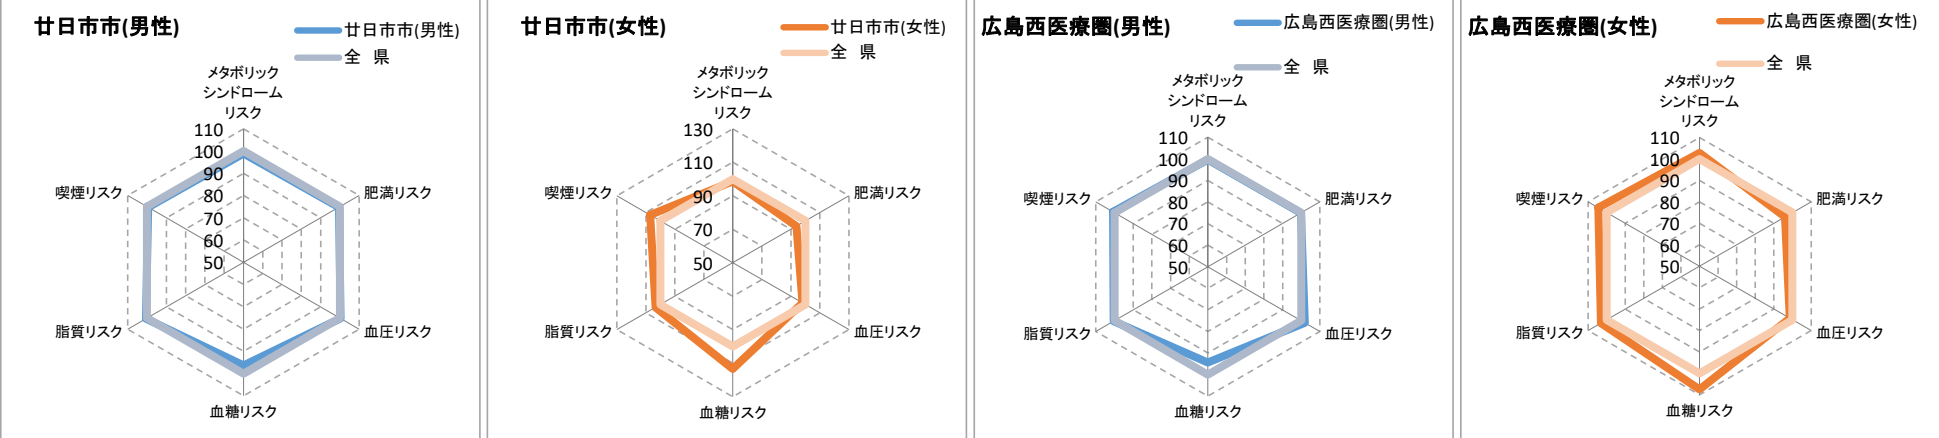 廿日市市(男性)
廿日市市(男性)
全　県
メタボリック
シンドローム
リスク
110
100
90
80
70
60
50
喫煙リスク
肥満リスク
脂質リスク
血圧リスク
血糖リスク
廿日市市(女性)
廿日市市(女性)
全　県
メタボリック
シンドローム
リスク
130
110
90
70
50
喫煙リスク
肥満リスク
脂質リスク
血圧リスク
血糖リスク
広島西医療圏(男性)
広島西医療圏(男性)
全　県
メタボリック
シンドローム
リスク
110
100
90
80
70
60
50
喫煙リスク
肥満リスク
脂質リスク
血圧リスク
血糖リスク
広島西医療圏(女性)
広島西医療圏(女性)
全　県
メタボリック
シンドローム
リスク
110
100
90
80
70
60
50
喫煙リスク
肥満リスク
脂質リスク
血圧リスク
血糖リスク